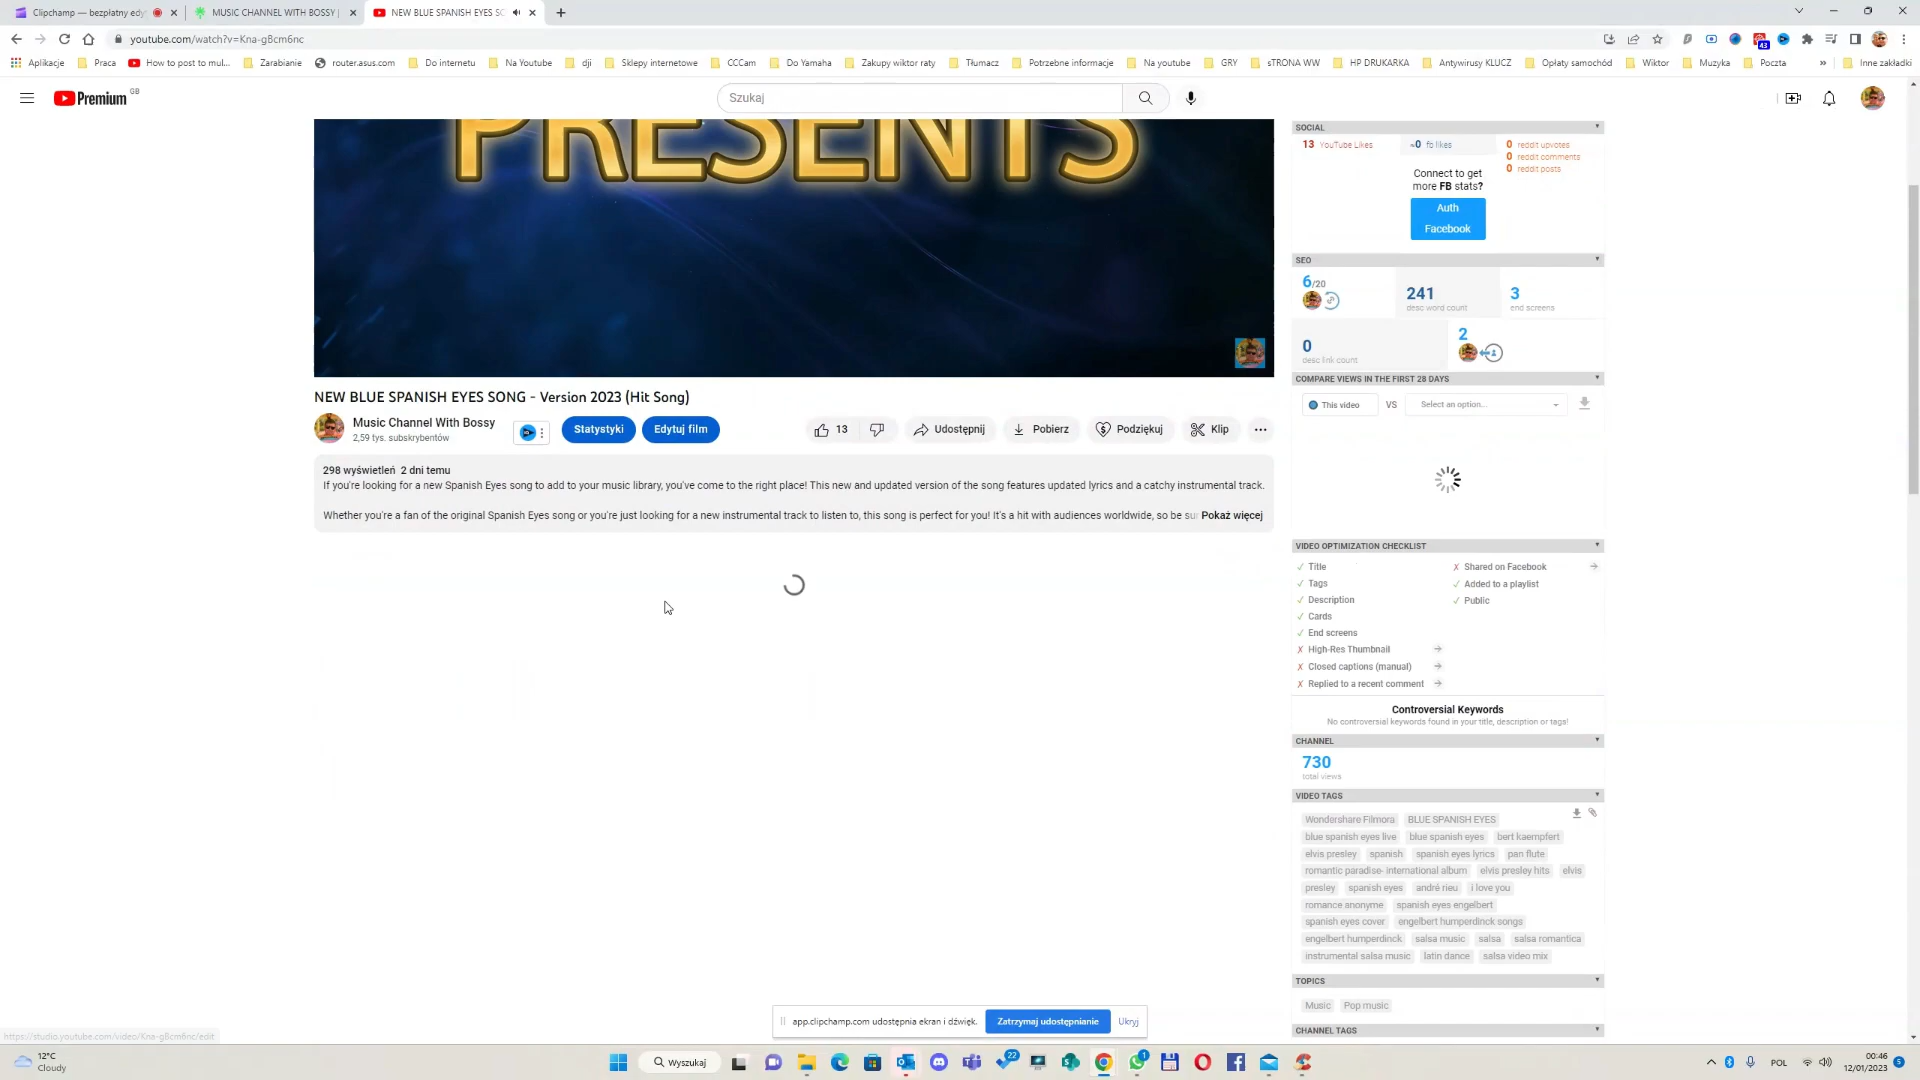 Clipchamp — bezpłatny edy
MUSIC CHANNEL WITH BOSSY |
NEW BLUE SPANISH EYES SO
youtube.com/watch?v=Kna-gBcm6nc
43
Aplikacje
Praca
How to post to mul...
Zarabianie
router.asus.com
Do internetu
Na Youtube
dji
Sklepy internetowe
CCCam
Do Yamaha
Zakupy wiktor raty
Tłumacz
Potrzebne informacje
Na youtube
GRY
sTRONA WW
HP DRUKARKA
Antywirusy KLUCZ
Opłaty samochód
Wiktor
Muzyka
Poczta
»
Inne zakładki
Premium GB
Szukaj
PRESENTS
NEW BLUE SPANISH EYES SONG - Version 2023 (Hit Song)
Music Channel With Bossy
2,59 tys. subskrybentów
Statystyki
Edytuj film
13
Udostępnij
Pobierz
Podziękuj
Klip
298 wyświetleń 2 dni temu
If you're looking for a new Spanish Eyes song to add to your music library, you've come to the right place! This new and updated version of the song features updated lyrics and a catchy instrumental track.
Whether you're a fan of the original Spanish Eyes song or you're just looking for a new instrumental track to listen to, this song is perfect for you! It's a hit with audiences worldwide, so be su Pokaż więcej
SOCIAL
13 YouTube Likes
≈0 fb likes
0 reddit upvotes
0 reddit comments
0 reddit posts
Connect to get
more FB stats?
Auth
Facebook
SEO
6/20
241
desc word count
3
end screens
0
desc link count
2
COMPARE VIEWS IN THE FIRST 28 DAYS
This video
VS
Select an option...
VIDEO OPTIMIZATION CHECKLIST
✓ Title
✓ Tags
✓ Description
✓ Cards
✓ End screens
✗ High-Res Thumbnail
✗ Closed captions (manual)
✗ Replied to a recent comment
✗ Shared on Facebook
✓ Added to a playlist
✓ Public
Controversial Keywords
No controversial keywords found in your title, description or tags!
CHANNEL
730
total views
VIDEO TAGS
Wondershare Filmora BLUE SPANISH EYES
blue spanish eyes live blue spanish eyes bert kaempfert
elvis presley spanish spanish eyes lyrics pan flute
romantic paradise- international album elvis presley hits elvis
presley spanish eyes andré rieu i love you
romance anonyme spanish eyes engelbert
spanish eyes cover engelbert humperdinck songs
engelbert humperdinck salsa music salsa salsa romantica
instrumental salsa music latin dance salsa video mix
TOPICS
Music Pop music
CHANNEL TAGS
app.clipchamp.com udostępnia ekran i dźwięk.
Zatrzymaj udostępnianie
Ukryj
https://studio.youtube.com/video/Kna-gBcm6nc/edit
12°C
Cloudy
Wyszukaj
22
1
POL
00:46
12/01/2023
5